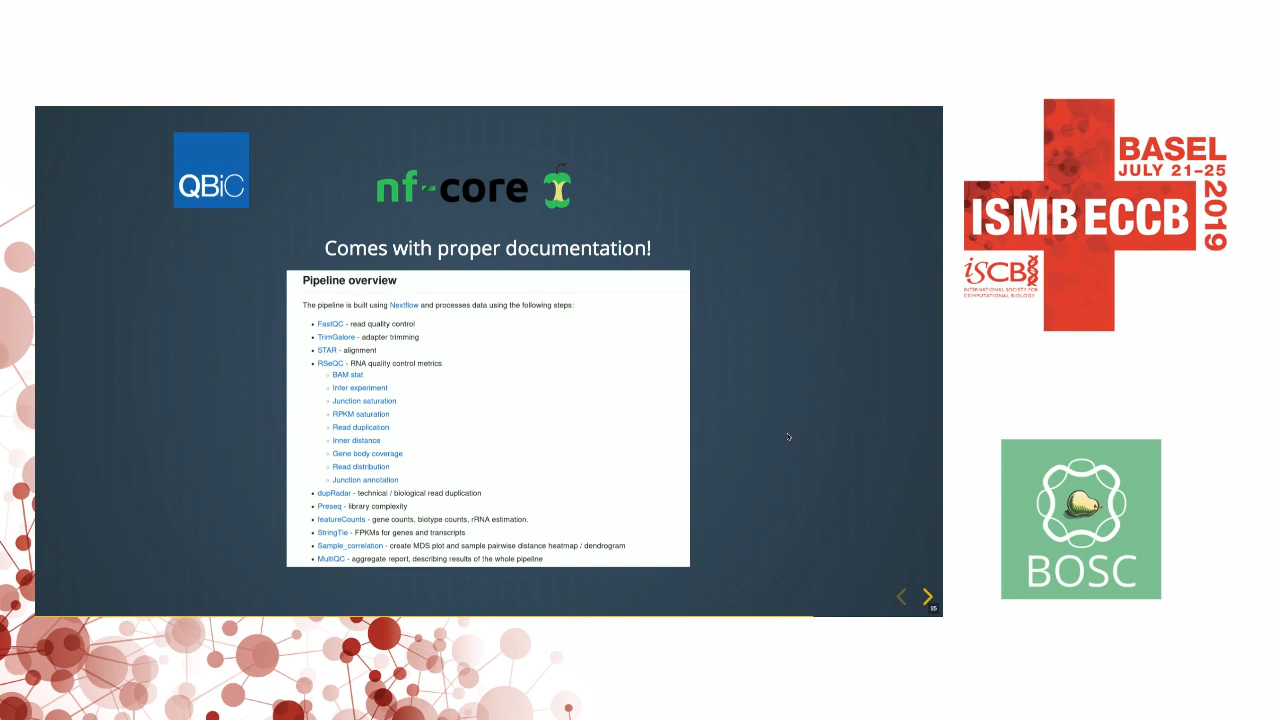 QBiC
nf-core
Comes with proper documentation!
Pipeline overview
The pipeline is built using Nextflow and processes data using the following steps:
• FastQC - read quality control
• TrimGalore - adapter trimming
• STAR - alignment
• RSeQC - RNA quality control metrics
○ BAM stat
○ Infer experiment
○ Junction saturation
○ RPKM saturation
○ Read duplication
○ Inner distance
○ Gene body coverage
○ Read distribution
○ Junction annotation
• dupRadar - technical / biological read duplication
• Preseq - library complexity
• featureCounts - gene counts, biotype counts, rRNA estimation.
• StringTie - FPKMs for genes and transcripts
• Sample_correlation - create MDS plot and sample pairwise distance heatmap / dendrogram
• MultiQC - aggregate report, describing results of the whole pipeline
35
BASEL
JULY 21–25
2019
ISMB ECCB
iSCB
INTERNATIONAL SOCIETY FOR
COMPUTATIONAL BIOLOGY
BOSC